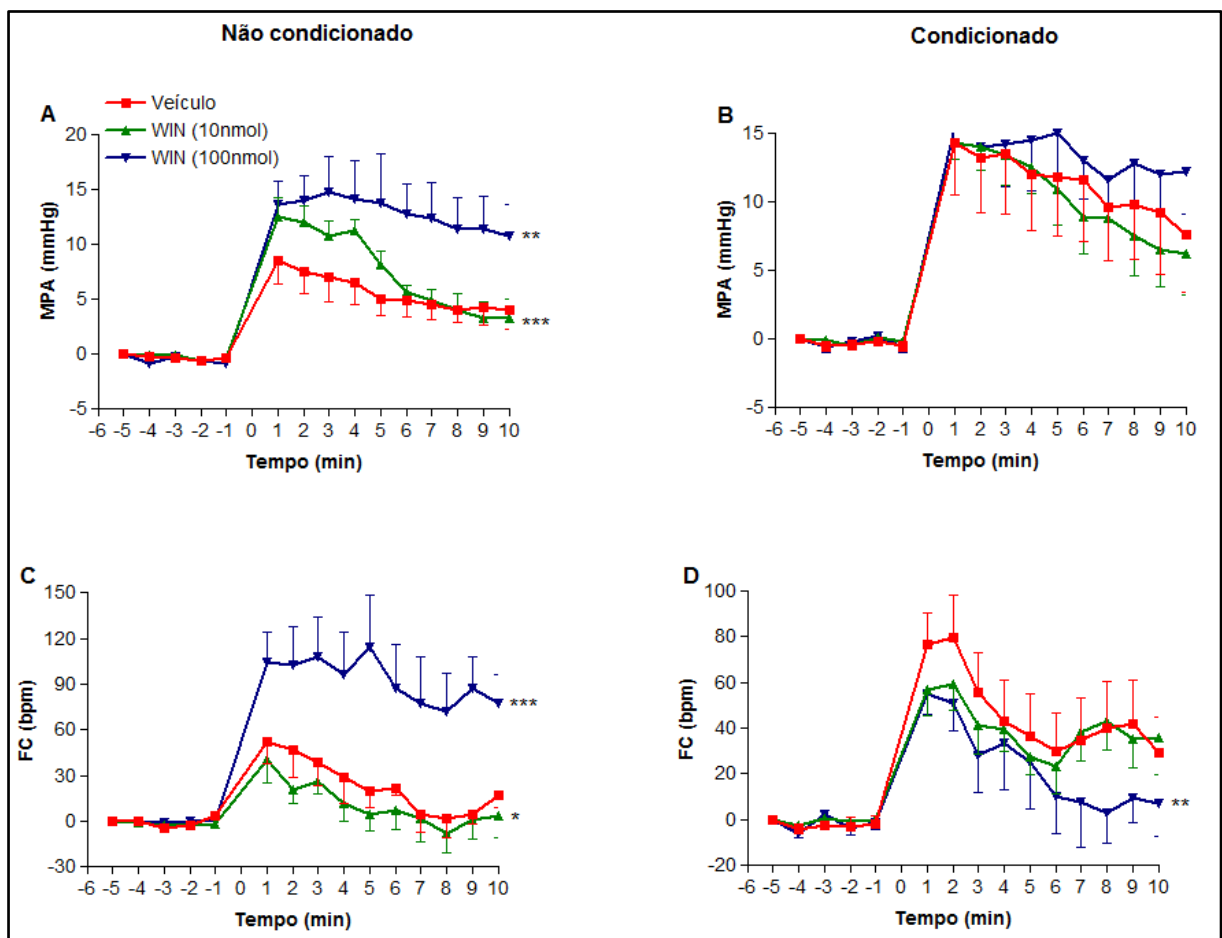 Não condicionado
Condicionado
A
Veículo
WIN (10nmol)
WIN (100nmol)
MPA (mmHg)
20
15
10
5
0
-5
-6 -5 -4 -3 -2 -1 0 1 2 3 4 5 6 7 8 9 10
Tempo (min)
**
***
B
MPA (mmHg)
15
10
5
0
-5
-6 -5 -4 -3 -2 -1 0 1 2 3 4 5 6 7 8 9 10
Tempo (min)
C
FC (bpm)
150
120
90
60
30
0
-30
-6 -5 -4 -3 -2 -1 0 1 2 3 4 5 6 7 8 9 10
Tempo (min)
***
*
D
FC (bpm)
100
80
60
40
20
0
-20
-6 -5 -4 -3 -2 -1 0 1 2 3 4 5 6 7 8 9 10
Tempo (min)
**